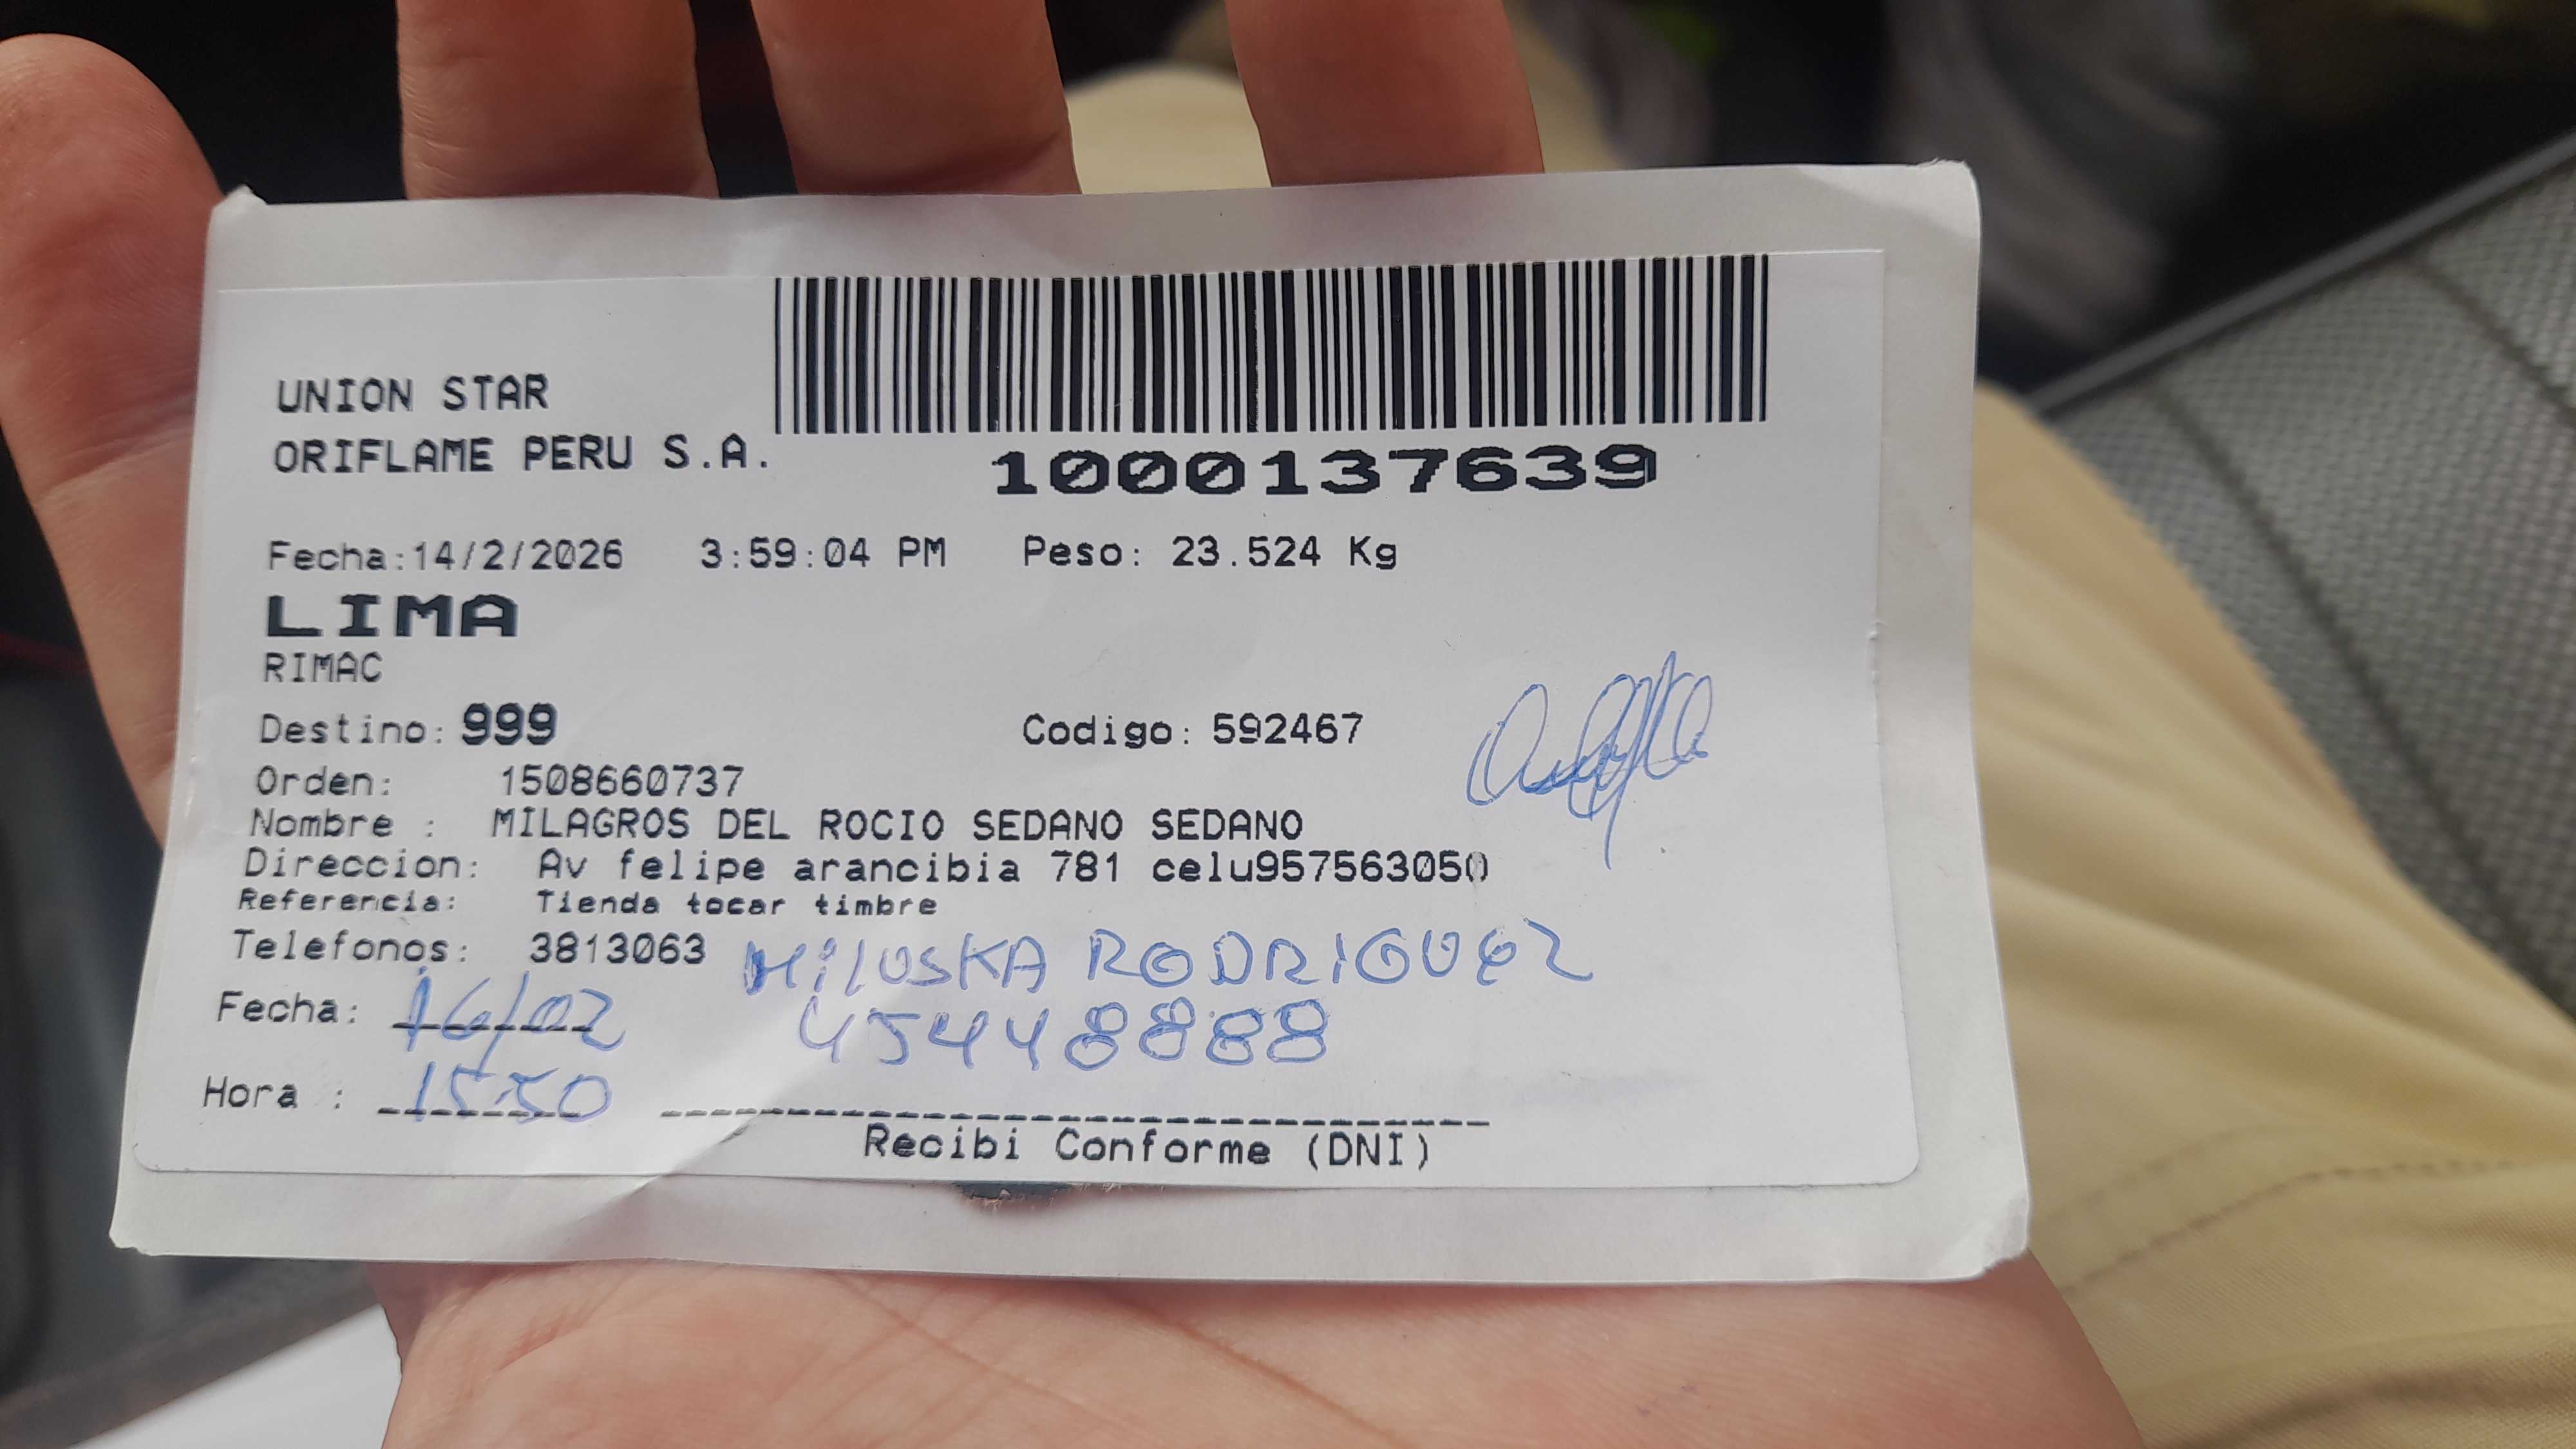 UNION STAR
ORIFLAME PERU S.A.
1000137639
Fecha:14/2/2026 3:59:04 PM Peso: 23.524 Kg
LIMA
RIMAC
Destino: 999 Codigo: 592467
Orden: 1508660737
Nombre : MILAGROS DEL ROCIO SEDANO SEDANO
Direccion: Av felipe arancibia 781 celu957563050
Referencia: Tienda tocar timbre
Telefonos: 3813063 MILUSKA RODRIGUEZ
Fecha: 16/02 45448888
Hora : 15:50
Recibi Conforme (DNI)